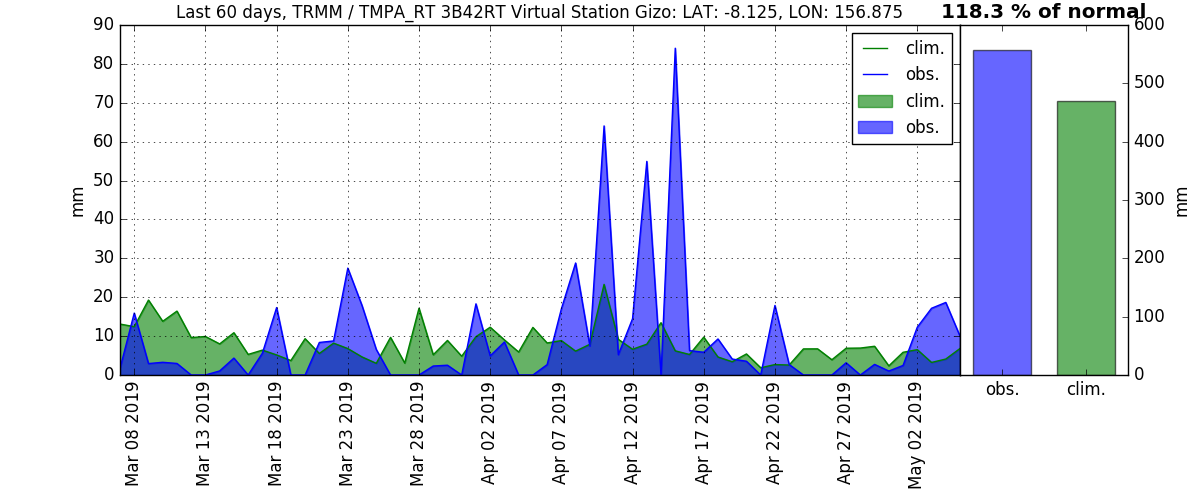 Last 60 days, TRMM / TMPA_RT 3B42RT Virtual Station Gizo: LAT: -8.125, LON: 156.875
118.3 % of normal
90
80
70
60
50
40
30
20
10
0
mm
clim.
obs.
clim.
obs.
600
500
400
300
200
100
0
mm
Mar 08 2019
Mar 13 2019
Mar 18 2019
Mar 23 2019
Mar 28 2019
Apr 02 2019
Apr 07 2019
Apr 12 2019
Apr 17 2019
Apr 22 2019
Apr 27 2019
May 02 2019
obs.
clim.